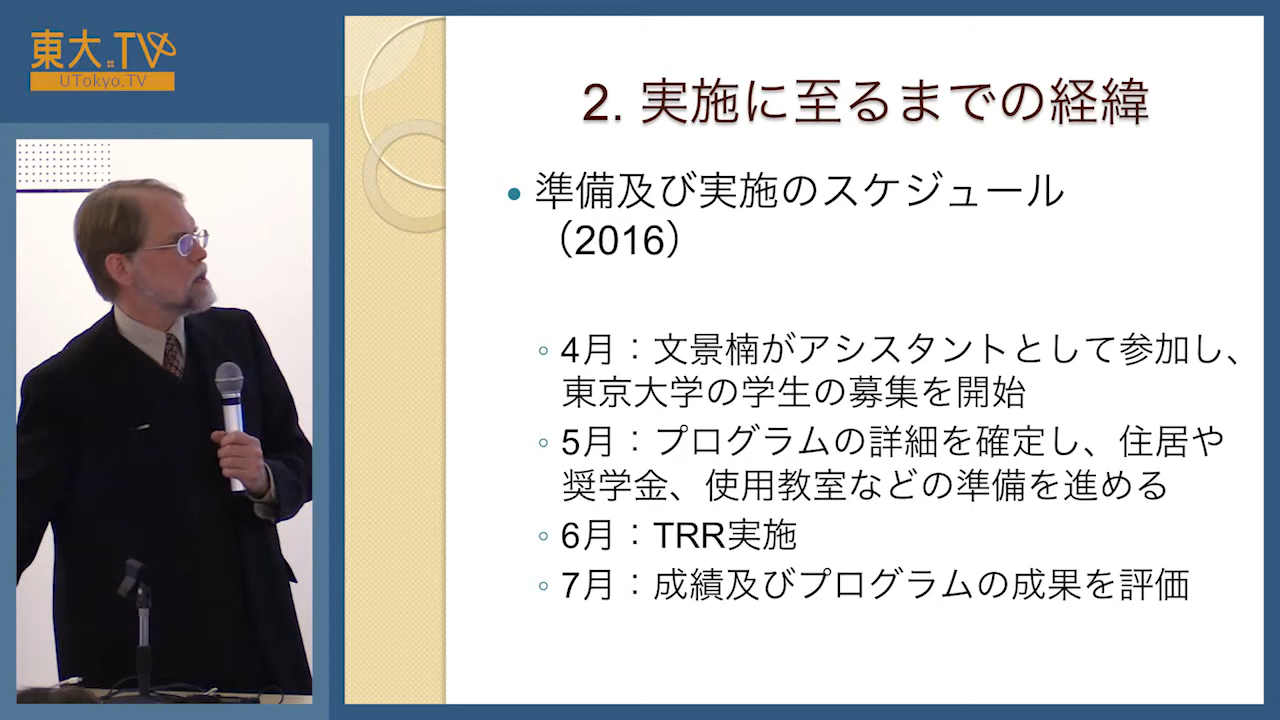 東大.TV
UTokyo.TV
2. 実施に至るまでの経緯
• 準備及び実施のスケジュール
（2016）
4月：文景楠がアシスタントとして参加し、
東京大学の学生の募集を開始
5月：プログラムの詳細を確定し、住居や
奨学金、使用教室などの準備を進める
6月：TRR実施
7月：成績及びプログラムの成果を評価